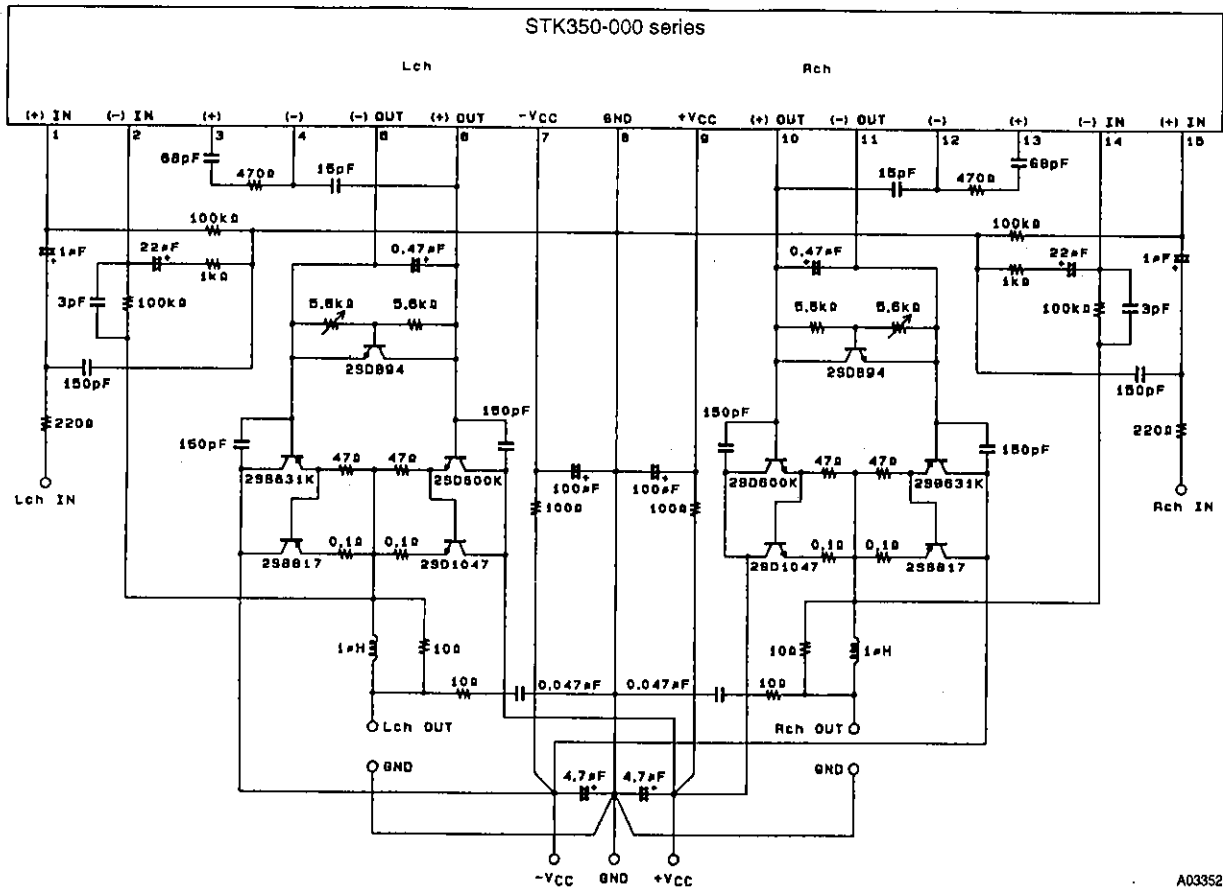 STK350-000 series
Lch Rch
(+) IN (-) IN (+) (-) (-) OUT (+) OUT -VCC GND +VCC (+) OUT (-) OUT (-) (+) (-) IN (+) IN
1 2 3 4 5 6 7 8 9 10 11 12 13 14 15
68pF 68pF
470Ω 15pF 15pF 470Ω
100kΩ 100kΩ
1µF 22µF 0.47µF 0.47µF 22µF 1µF
1kΩ 1kΩ
3pF 100kΩ 5.6kΩ 5.6kΩ 5.6kΩ 5.6kΩ 100kΩ 3pF
2SD894 2SD894
150pF 150pF
220Ω 150pF 150pF 150pF 150pF 220Ω
47Ω 47Ω 47Ω 47Ω
2SB631K 2SD600K 2SD600K 2SB631K
Lch IN 100µF 100µF Rch IN
100Ω 100Ω
0.1Ω 0.1Ω 0.1Ω 0.1Ω
2SB817 2SD1047 2SD1047 2SB817
1µH 10Ω 10Ω 1µH
10Ω 0.047µF 0.047µF 10Ω
Lch OUT Rch OUT
GND 4.7µF 4.7µF GND
-VCC GND +VCC
A03352